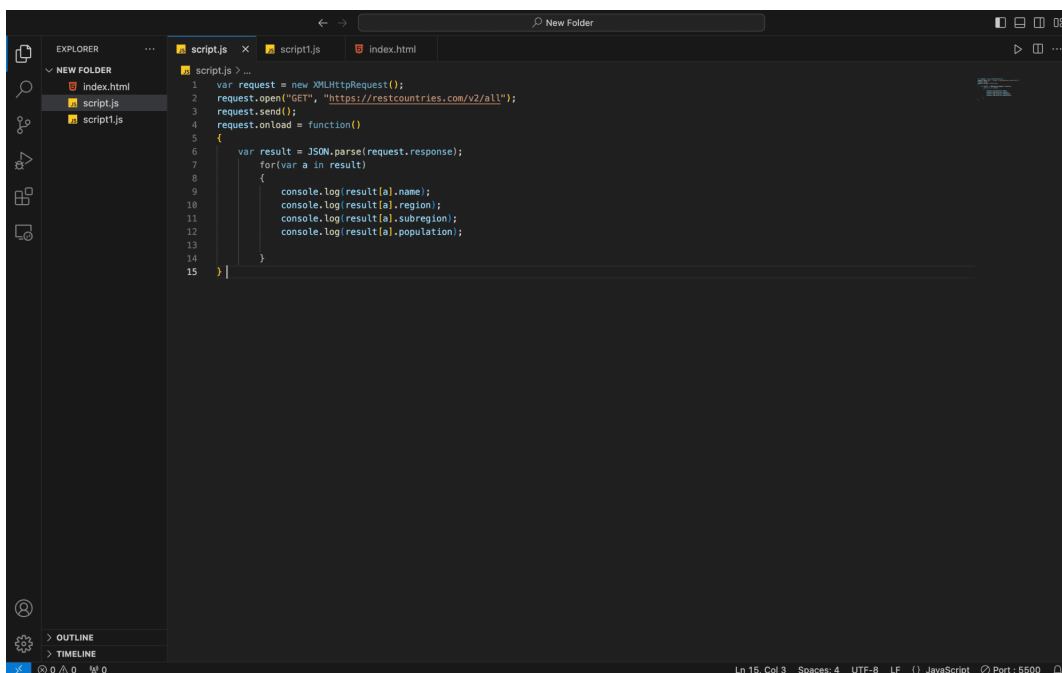 New Folder
EXPLORER
script.js
script1.js
index.html
NEW FOLDER
index.html
script.js
script1.js
script.js > ...
1 var request = new XMLHttpRequest();
2 request.open("GET", "https://restcountries.com/v2/all");
3 request.send();
4 request.onload = function()
5 {
6 var result = JSON.parse(request.response);
7 for(var a in result)
8 {
9 console.log(result[a].name);
10 console.log(result[a].region);
11 console.log(result[a].subregion);
12 console.log(result[a].population);
13
14 }
15 }
OUTLINE
TIMELINE
0 0 0 Ln 15, Col 3 Spaces: 4 UTF-8 LF {} JavaScript Port : 5500